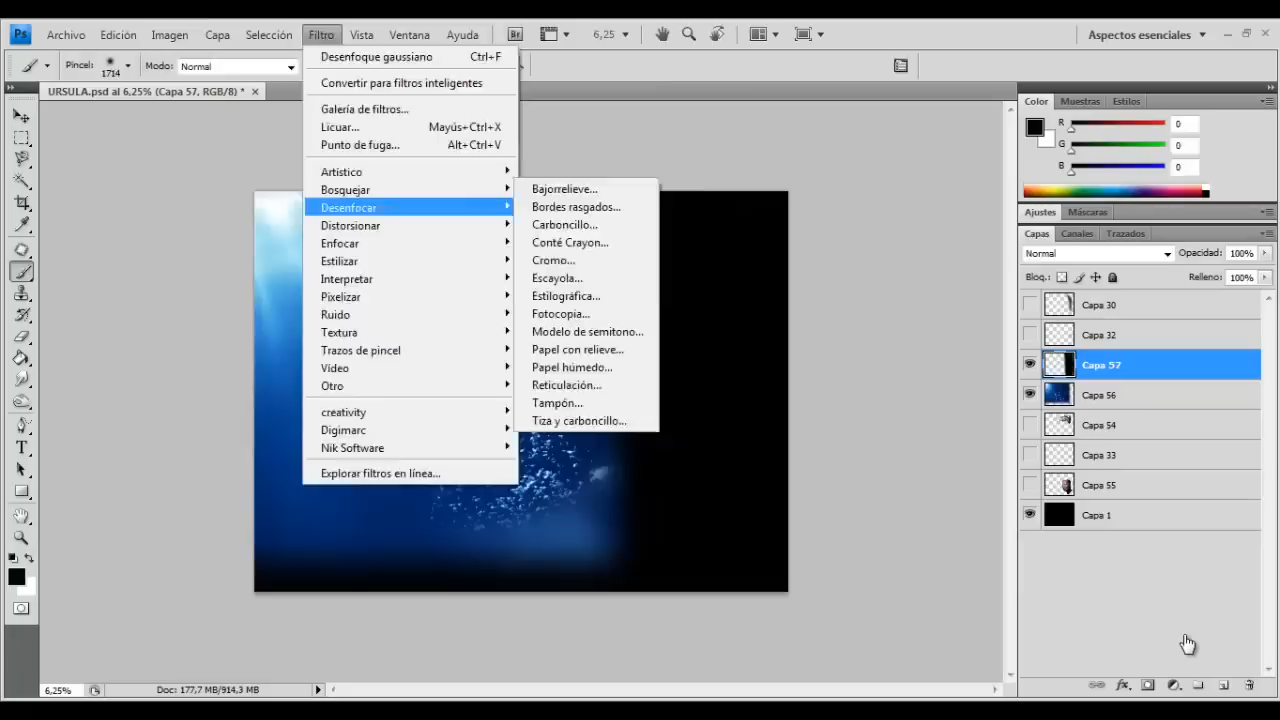 Ps Archivo Edición Imagen Capa Selección Filtro Vista Ventana Ayuda Br 6,25 Aspectos esenciales
Pincel: 1714 Modo: Normal
URSULA.psd al 6,25% (Capa 57, RGB/8) *
Desenfoque gaussiano Ctrl+F
Convertir para filtros inteligentes
Galería de filtros...
Licuar... Mayús+Ctrl+X
Punto de fuga... Alt+Ctrl+V
Artístico
Bosquejar
Desenfocar
Distorsionar
Enfocar
Estilizar
Interpretar
Pixelizar
Ruido
Textura
Trazos de pincel
Vídeo
Otro
creativity
Digimarc
Nik Software
Explorar filtros en línea...
Bajorrelieve...
Bordes rasgados...
Carboncillo...
Conté Crayon...
Cromo...
Escayola...
Estilográfica...
Fotocopia...
Modelo de semitono...
Papel con relieve...
Papel húmedo...
Reticulación...
Tampón...
Tiza y carboncillo...
Color Muestras Estilos
R 0
G 0
B 0
Ajustes Máscaras
Capas Canales Trazados
Normal Opacidad: 100%
Bloq.: Relleno: 100%
Capa 30
Capa 32
Capa 57
Capa 56
Capa 54
Capa 33
Capa 55
Capa 1
6,25% Doc: 177,7 MB/914,3 MB